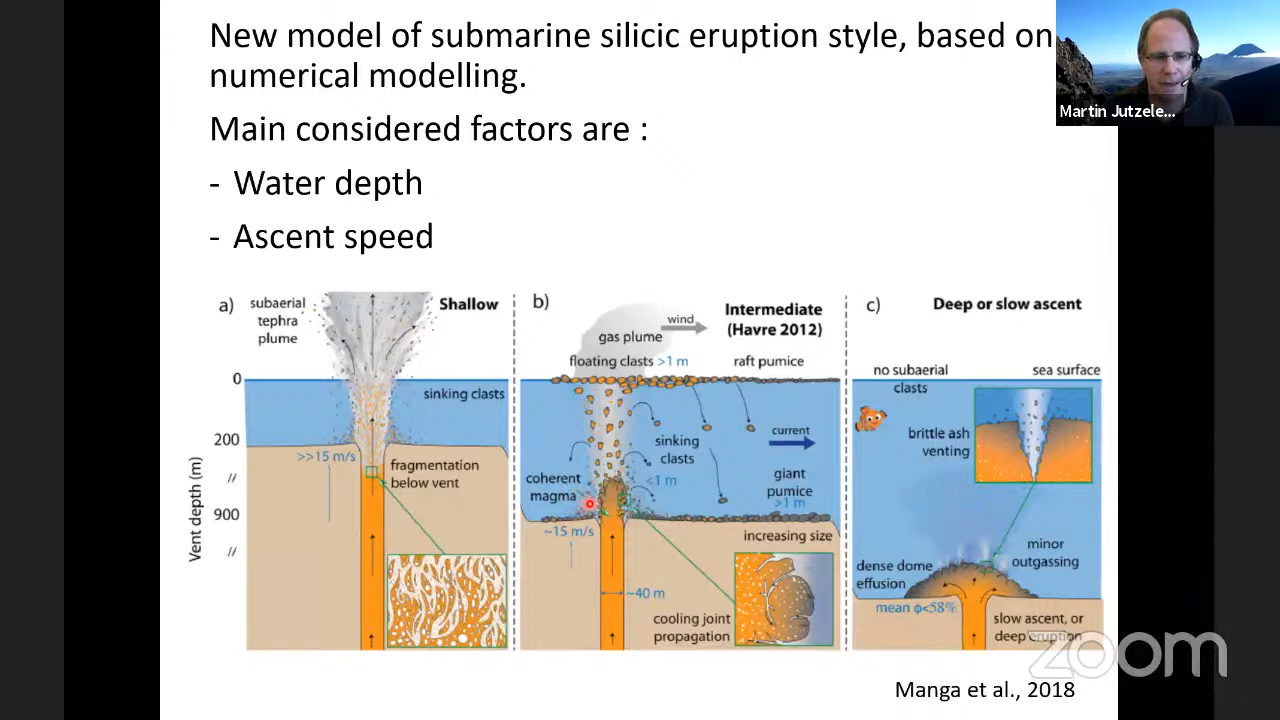 New model of submarine silicic eruption style, based on
numerical modelling.
Main considered factors are :
- Water depth
- Ascent speed
Martin Jutzele...
a)
subaerial
tephra
plume
Shallow
0
sinking clasts
200
>>15 m/s
fragmentation
below vent
//
900
//
Vent depth (m)
b)
Intermediate
(Havre 2012)
wind
gas plume
floating clasts >1 m
raft pumice
current
sinking
clasts
<1 m
coherent
magma
giant
pumice
>1 m
~15 m/s
increasing size
~40 m
cooling joint
propagation
c)
Deep or slow ascent
no subaerial
clasts
sea surface
brittle ash
venting
minor
outgassing
dense dome
effusion
mean ϕ<58%
slow ascent, or
deep eruption
zoom
Manga et al., 2018